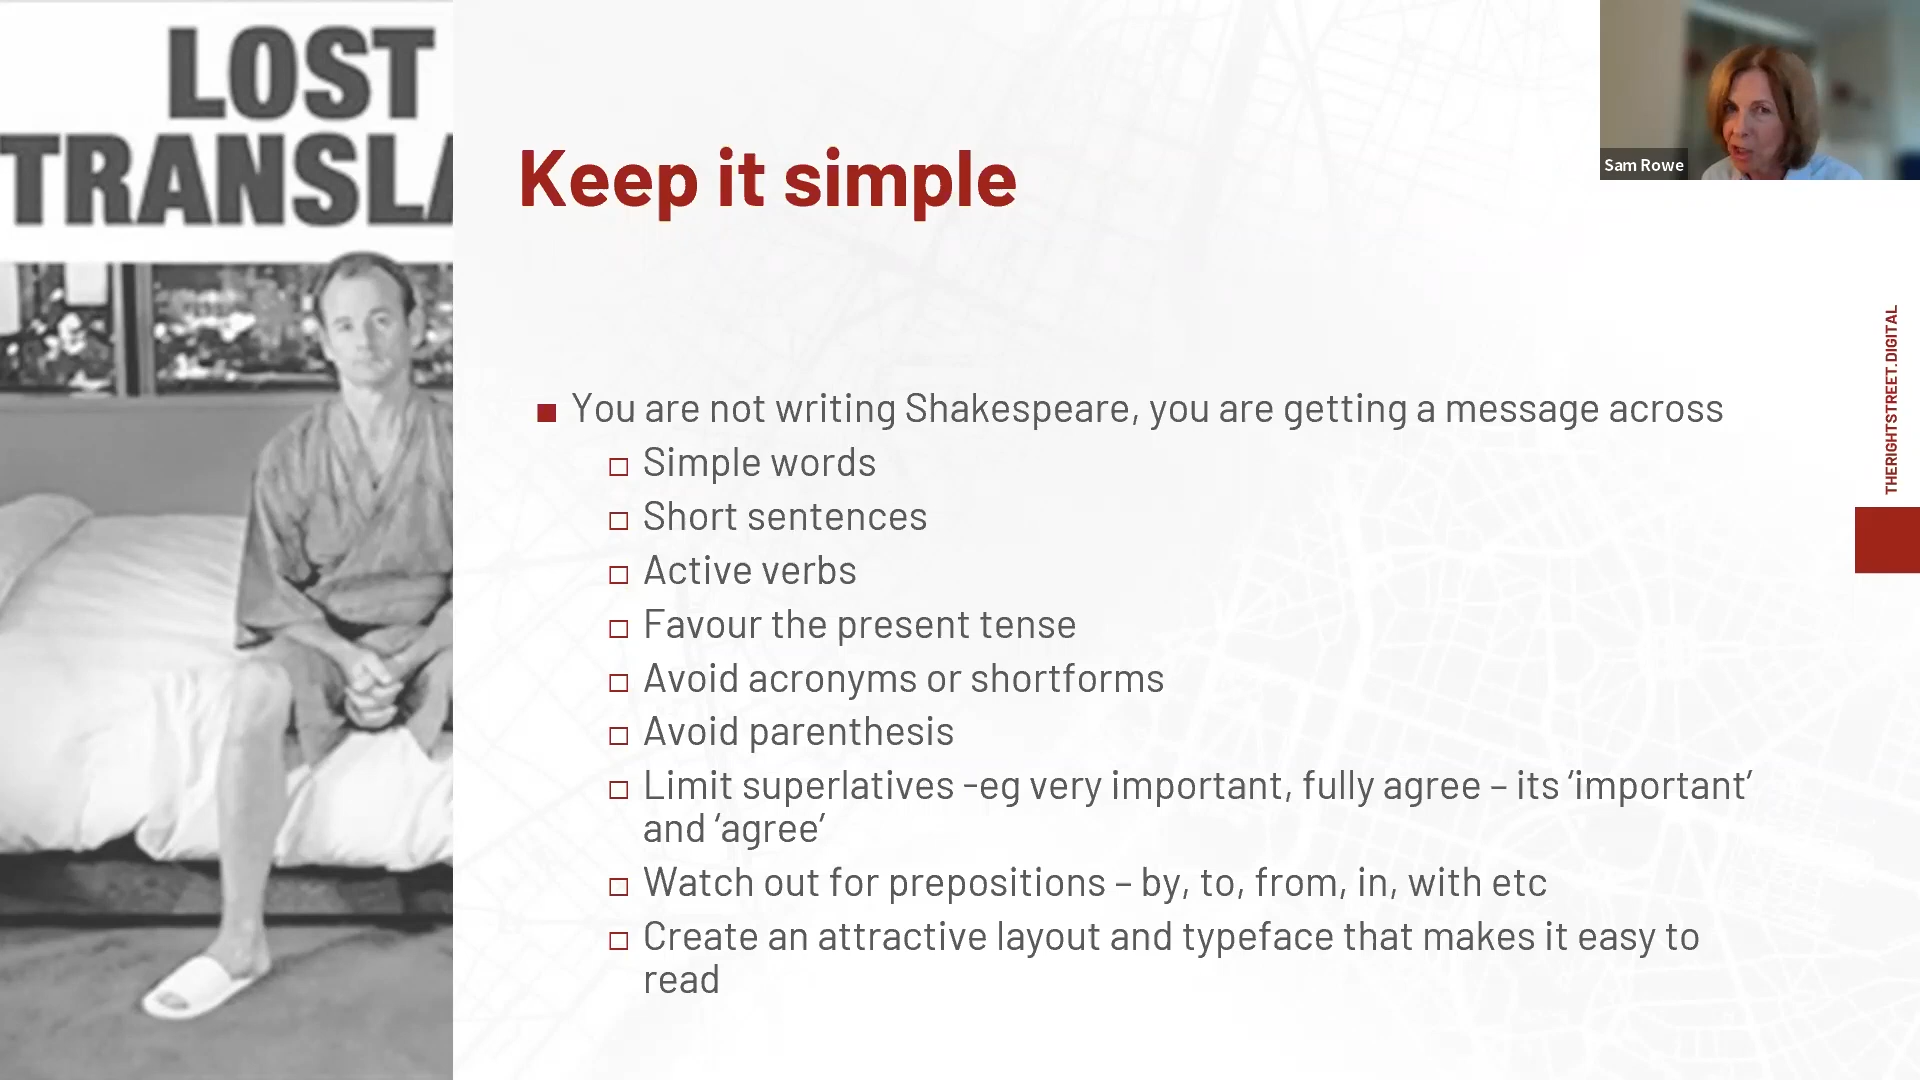 LOST
TRANSLA
Keep it simple
Sam Rowe
THERIGHTSTREET.DIGITAL
You are not writing Shakespeare, you are getting a message across
Simple words
Short sentences
Active verbs
Favour the present tense
Avoid acronyms or shortforms
Avoid parenthesis
Limit superlatives -eg very important, fully agree – its ‘important’
and ‘agree’
Watch out for prepositions – by, to, from, in, with etc
Create an attractive layout and typeface that makes it easy to
read